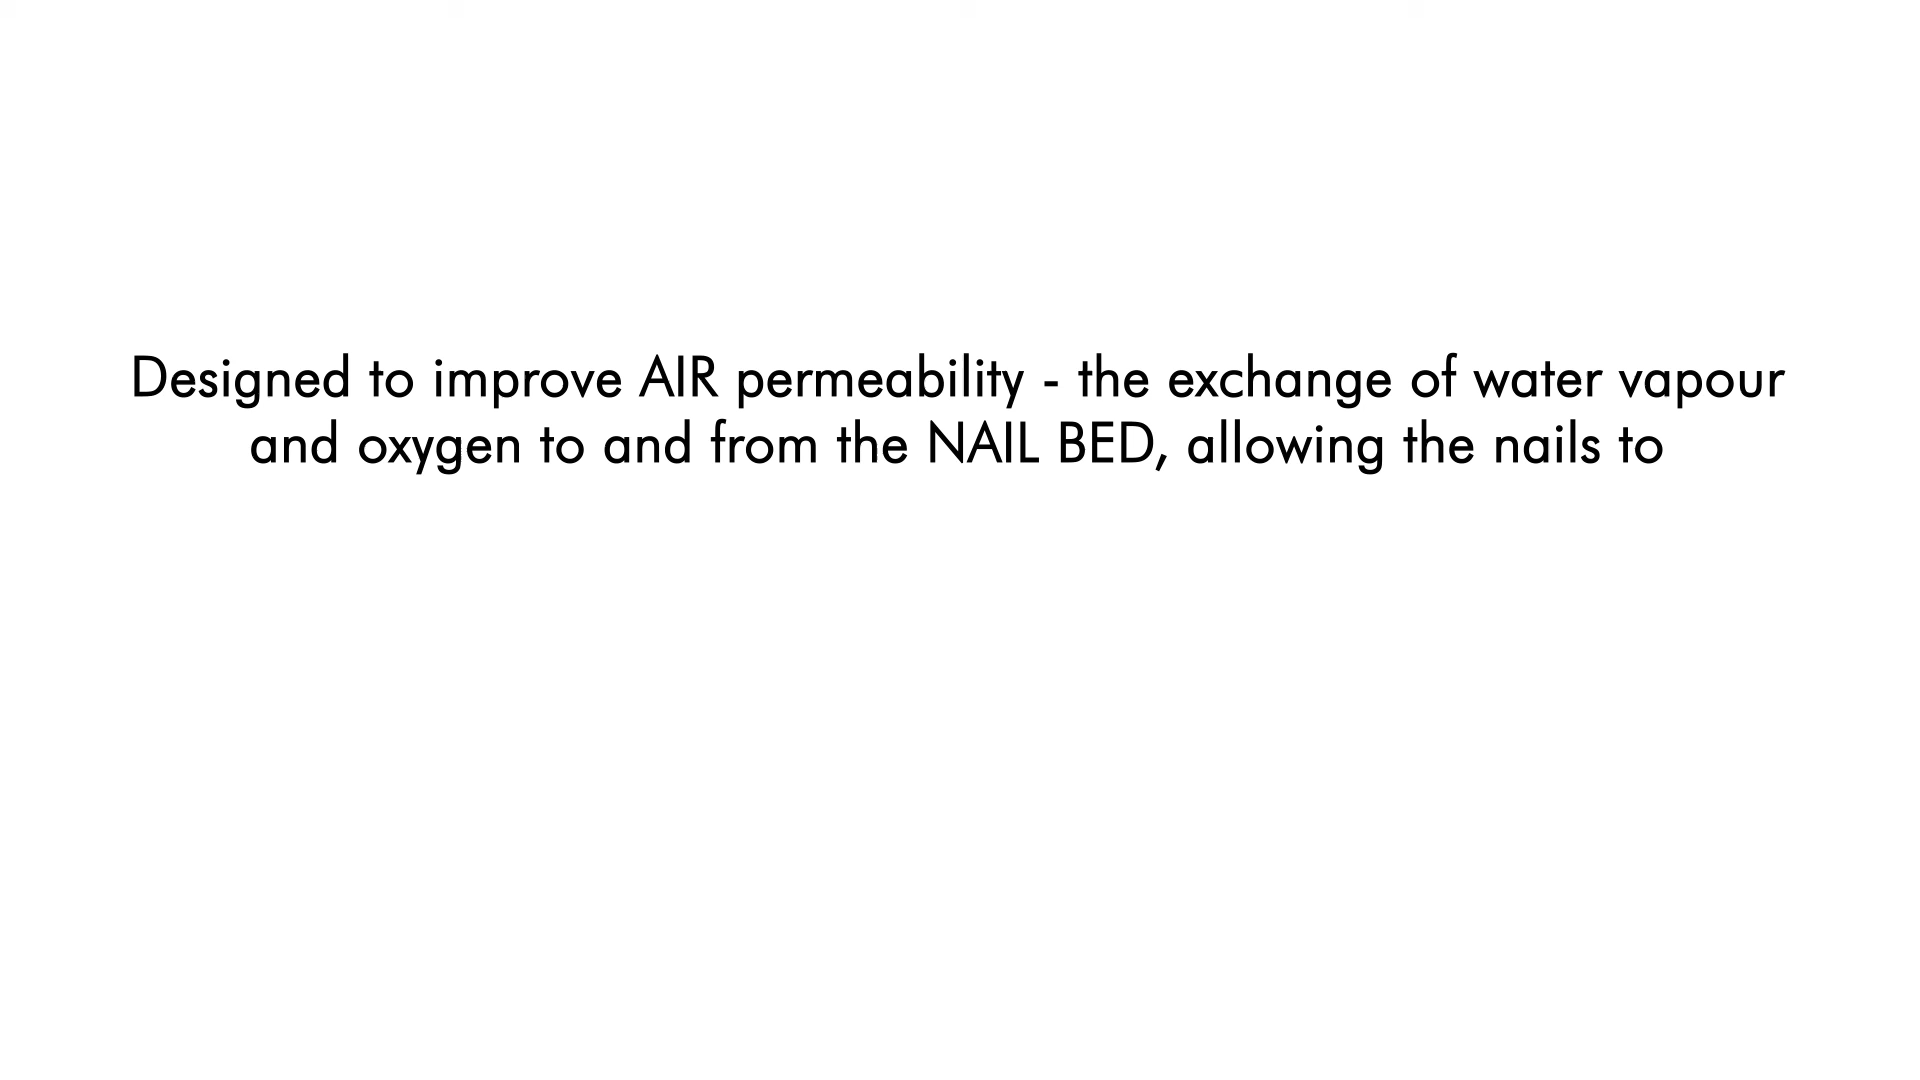 Designed to improve AIR permeability - the exchange of water vapour
and oxygen to and from the NAIL BED, allowing the nails to